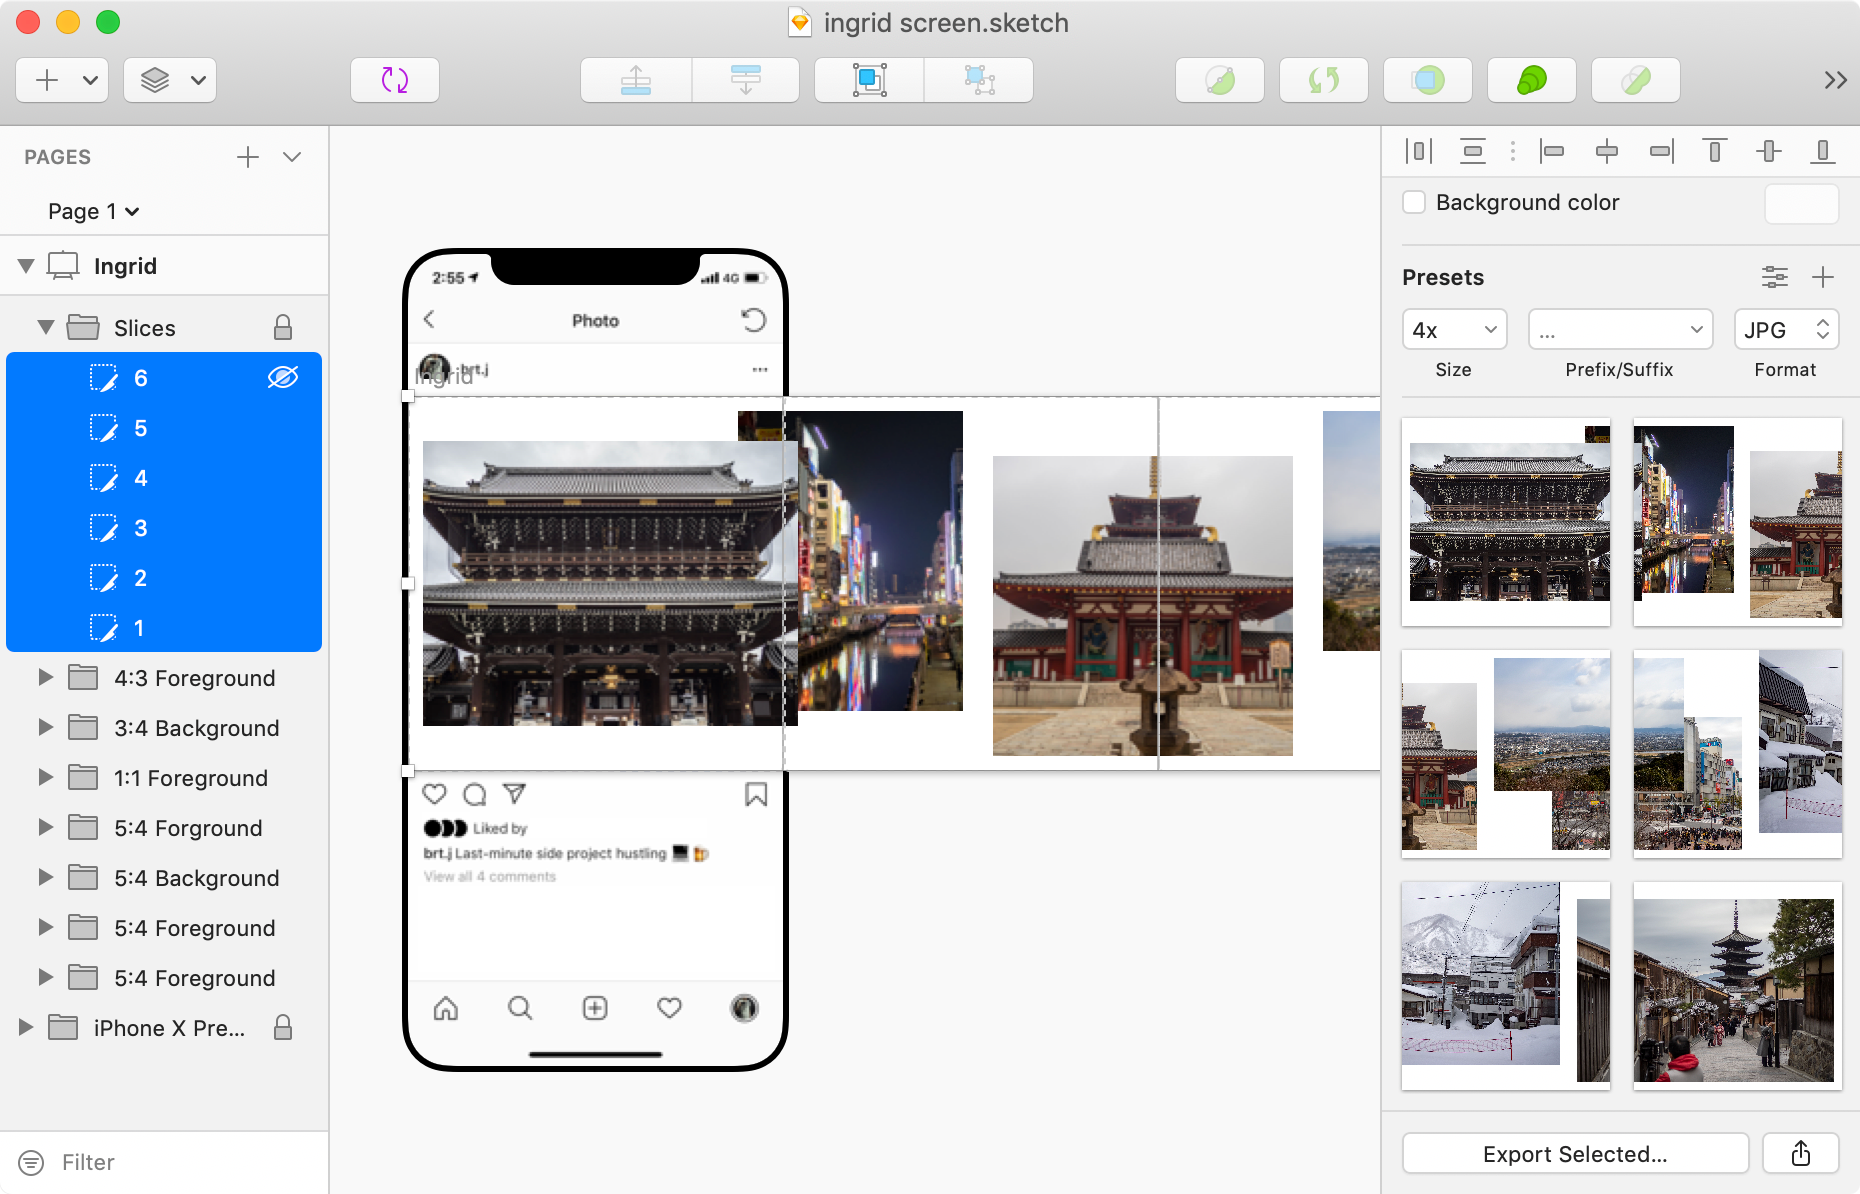 ingrid screen.sketch
PAGES
Page 1
Ingrid
Slices
6
5
4
3
2
1
4:3 Foreground
3:4 Background
1:1 Foreground
5:4 Forground
5:4 Background
5:4 Foreground
5:4 Foreground
iPhone X Pre...
Filter
2:55
4G
Photo
brt.j
Ingrid
Liked by
brt.j Last-minute side project hustling
View all 4 comments
Background color
Presets
4x
...
JPG
Size
Prefix/Suffix
Format
Export Selected...